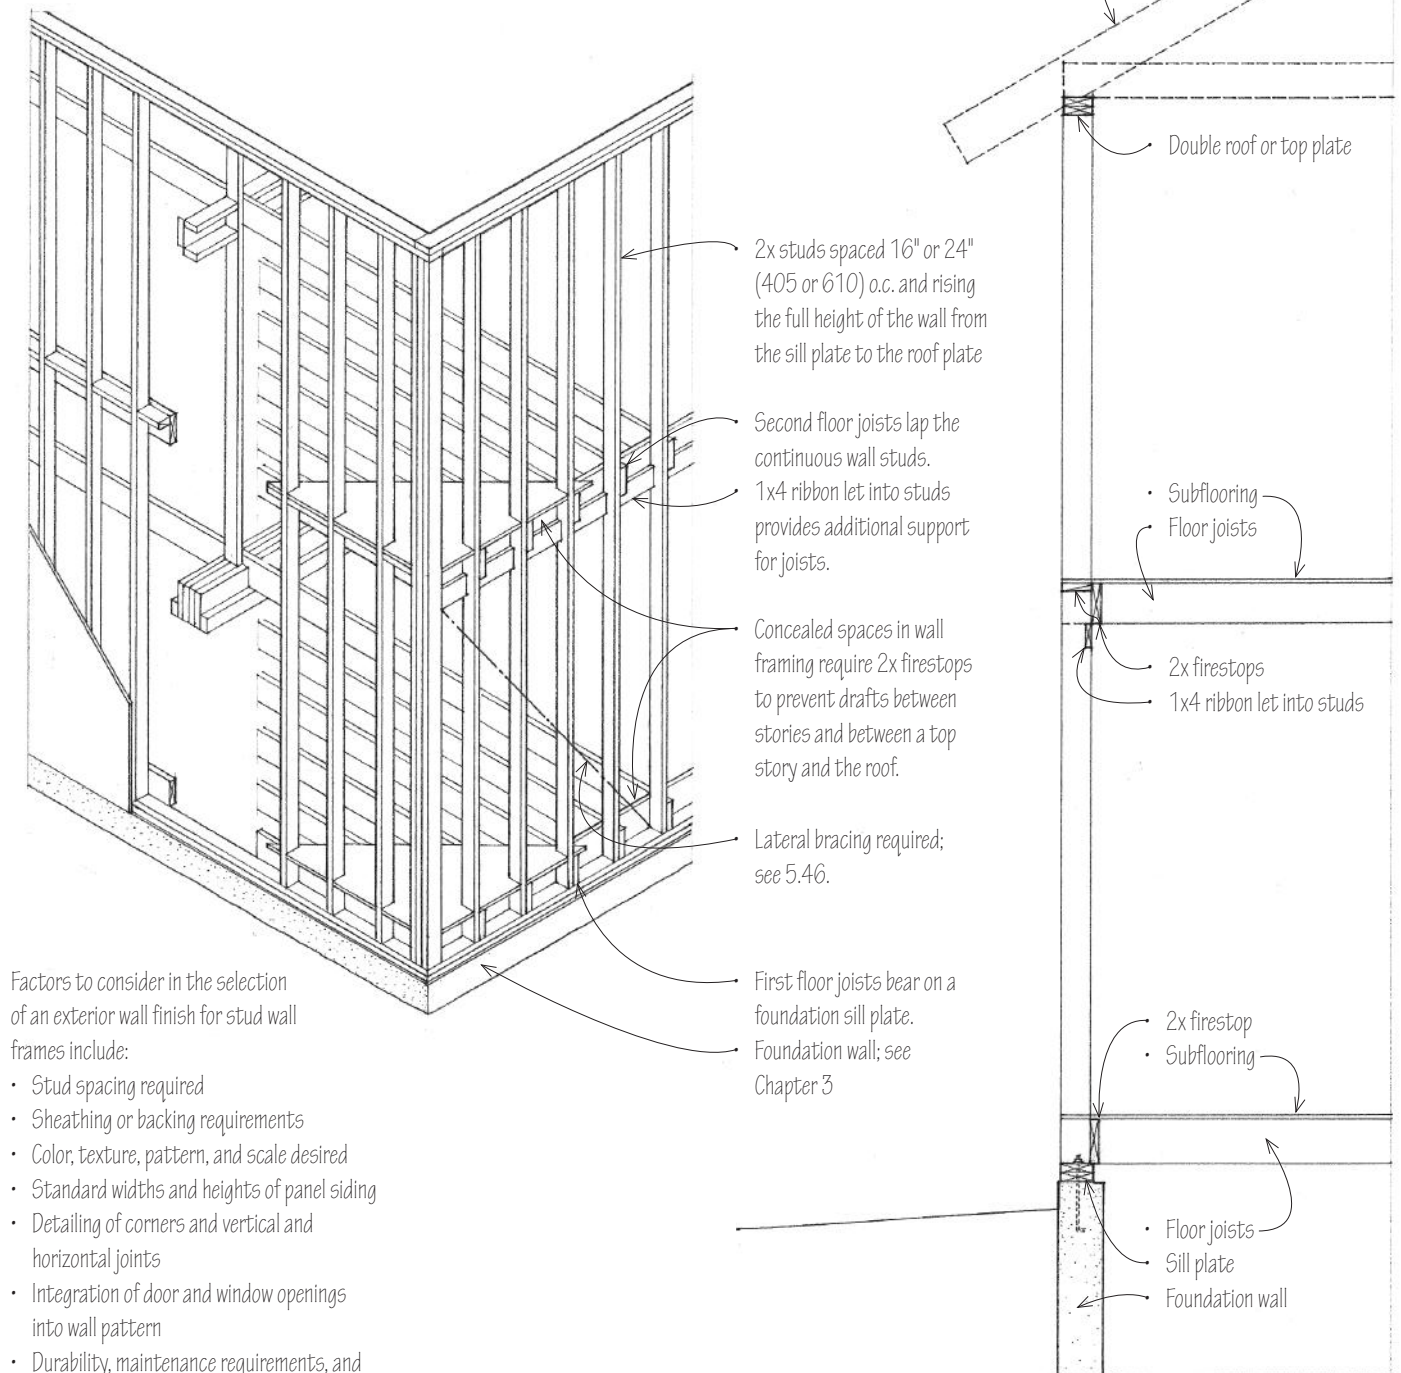 Double roof or top plate
2x studs spaced 16" or 24"
(405 or 610) o.c. and rising
the full height of the wall from
the sill plate to the roof plate
Second floor joists lap the
continuous wall studs.
1x4 ribbon let into studs
provides additional support
for joists.
Concealed spaces in wall
framing require 2x firestops
to prevent drafts between
stories and between a top
story and the roof.
Lateral bracing required;
see 5.46.
First floor joists bear on a
foundation sill plate.
Foundation wall; see
Chapter 3
• Subflooring
• Floor joists
• 2x firestops
• 1x4 ribbon let into studs
• 2x firestop
• Subflooring
• Floor joists
• Sill plate
• Foundation wall
Factors to consider in the selection
of an exterior wall finish for stud wall
frames include:
• Stud spacing required
• Sheathing or backing requirements
• Color, texture, pattern, and scale desired
• Standard widths and heights of panel siding
• Detailing of corners and vertical and
horizontal joints
• Integration of door and window openings
into wall pattern
• Durability, maintenance requirements, and